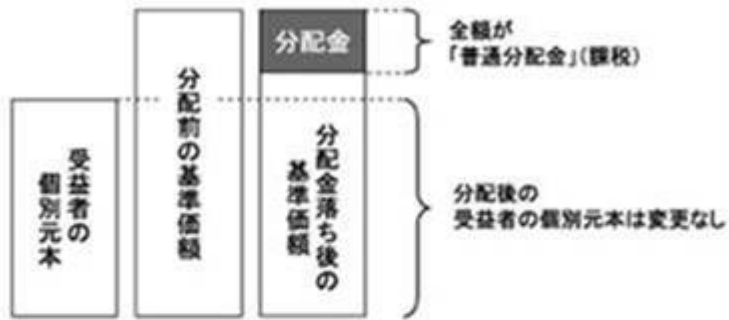 受益者の
個別元本
分配前の基準価額
分配金
分配金落ち後の
基準価額
全額が
「普通分配金」(課税)
分配後の
受益者の個別元本は変更なし